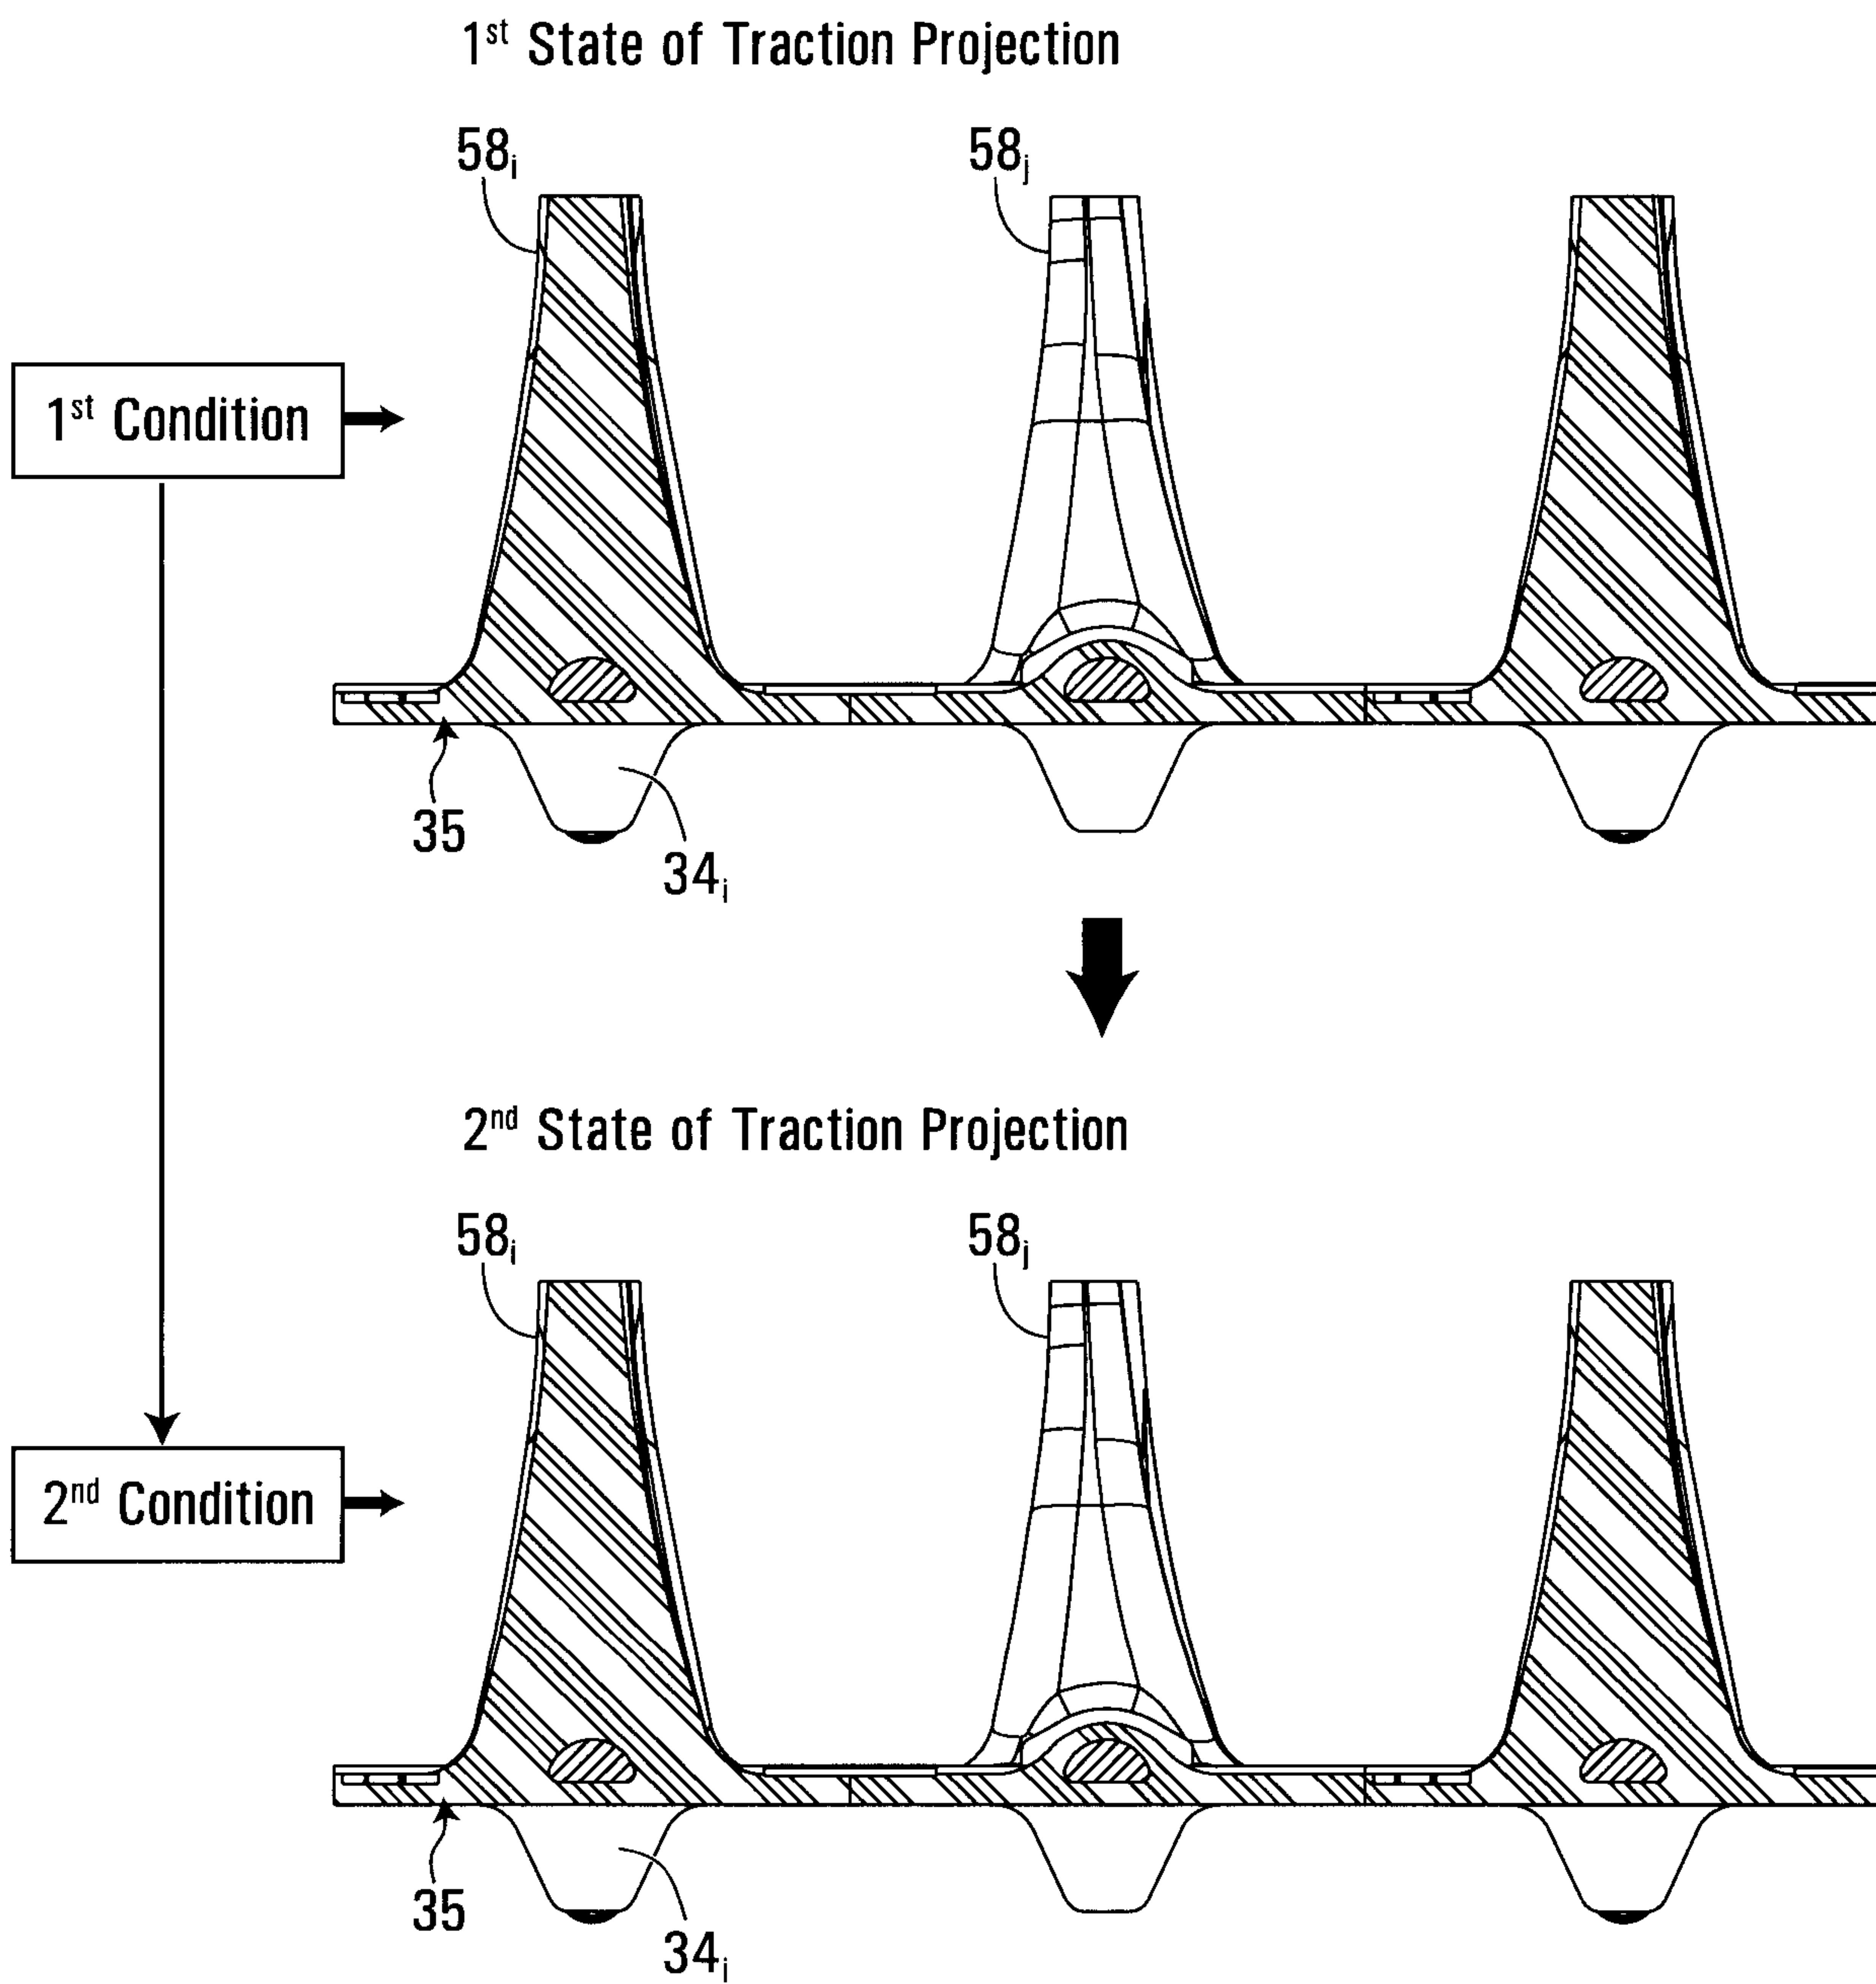 1st State of Traction Projection
58i 58j
1st Condition
35
34i
2nd State of Traction Projection
58i 58j
2nd Condition
35
34i